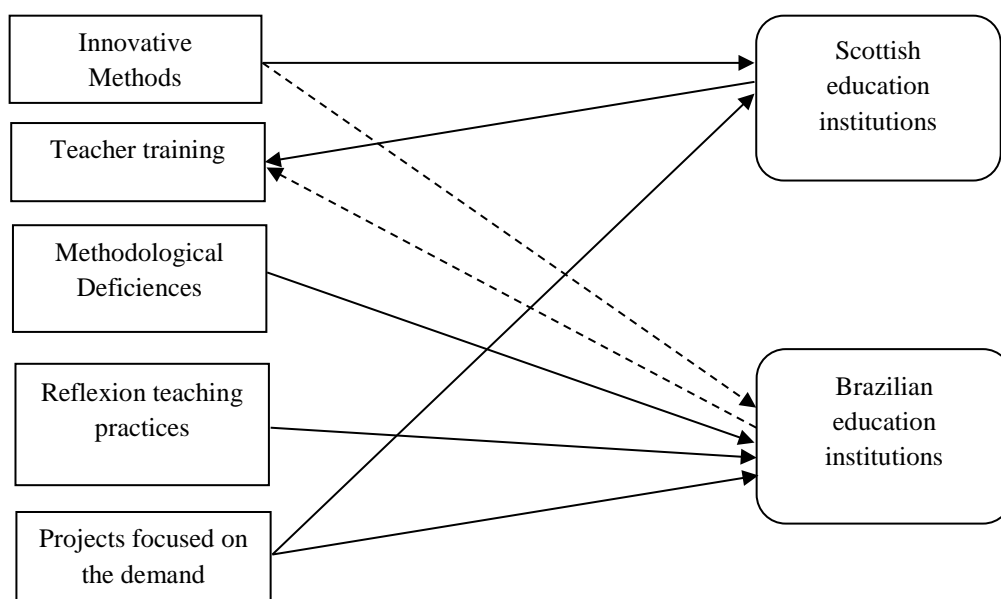 Innovative
Methods
Teacher training
Methodological
Deficiences
Reflexion teaching
practices
Projects focused on
the demand
Scottish
education
institutions
Brazilian
education
institutions